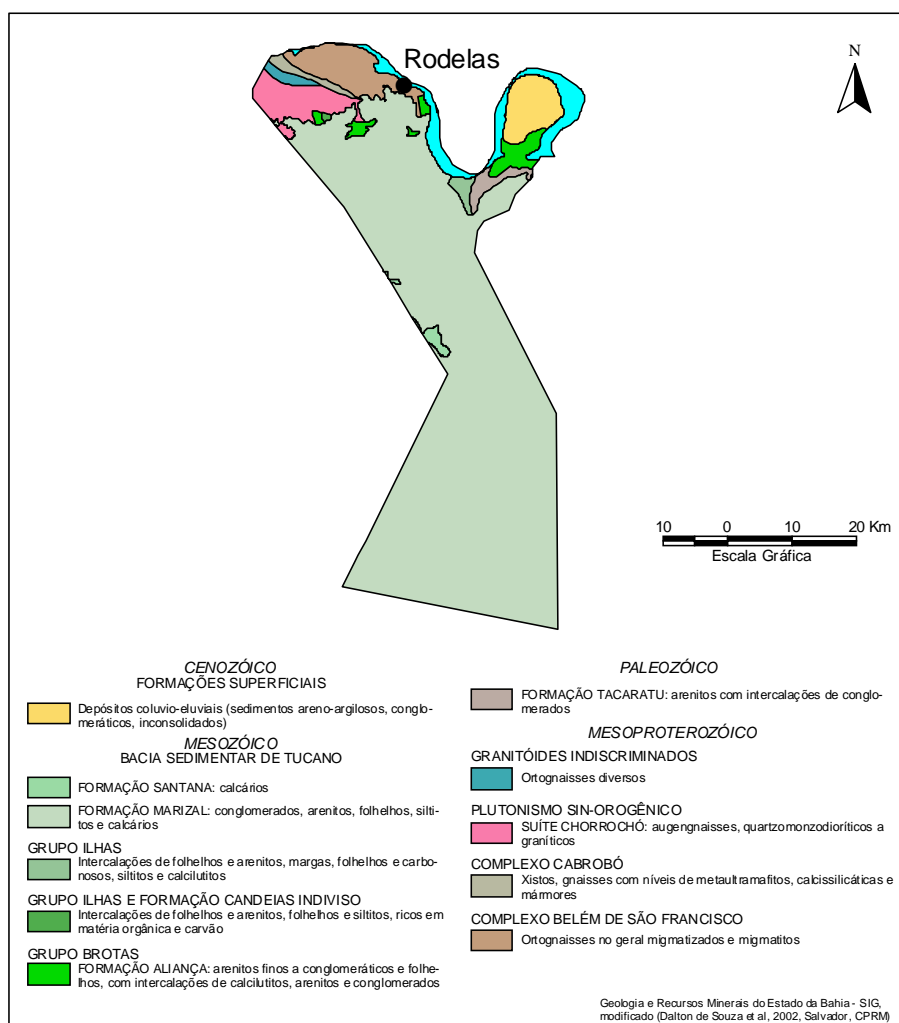 Rodelas
N
10 0 10 20 Km
Escala Gráfica
CENOZÓICO
FORMAÇÕES SUPERFICIAIS
Depósitos coluvio-eluviais (sedimentos areno-argilosos, conglo-
meráticos, inconsolidados)
MESOZÓICO
BACIA SEDIMENTAR DE TUCANO
FORMAÇÃO SANTANA: calcários
FORMAÇÃO MARIZAL: conglomerados, arenitos, folhelhos, silti-
tos e calcários
GRUPO ILHAS
Intercalações de folhelhos e arenitos, margas, folhelhos e carbo-
nosos, siltitos e calcilutitos
GRUPO ILHAS E FORMAÇÃO CANDEIAS INDIVISO
Intercalações de folhelhos e arenitos, folhelhos e siltitos, ricos em
matéria orgânica e carvão
GRUPO BROTAS
FORMAÇÃO ALIANÇA: arenitos finos a conglomeráticos e folhe-
lhos, com intercalações de calcilutitos, arenitos e conglomerados
PALEOZÓICO
FORMAÇÃO TACARATU: arenitos com intercalações de conglo-
merados
MESOPROTEROZÓICO
GRANITÓIDES INDISCRIMINADOS
Ortognaisses diversos
PLUTONISMO SIN-OROGÊNICO
SUÍTE CHORROCHÓ: augengnaisses, quartzomonzodioríticos a
graníticos
COMPLEXO CABROBÓ
Xistos, gnaisses com níveis de metaultramafitos, calcissilicáticas e
mármores
COMPLEXO BELÉM DE SÃO FRANCISCO
Ortognaisses no geral migmatizados e migmatitos
Geologia e Recursos Minerais do Estado da Bahia - SIG,
modificado (Dalton de Souza et al, 2002, Salvador, CPRM)